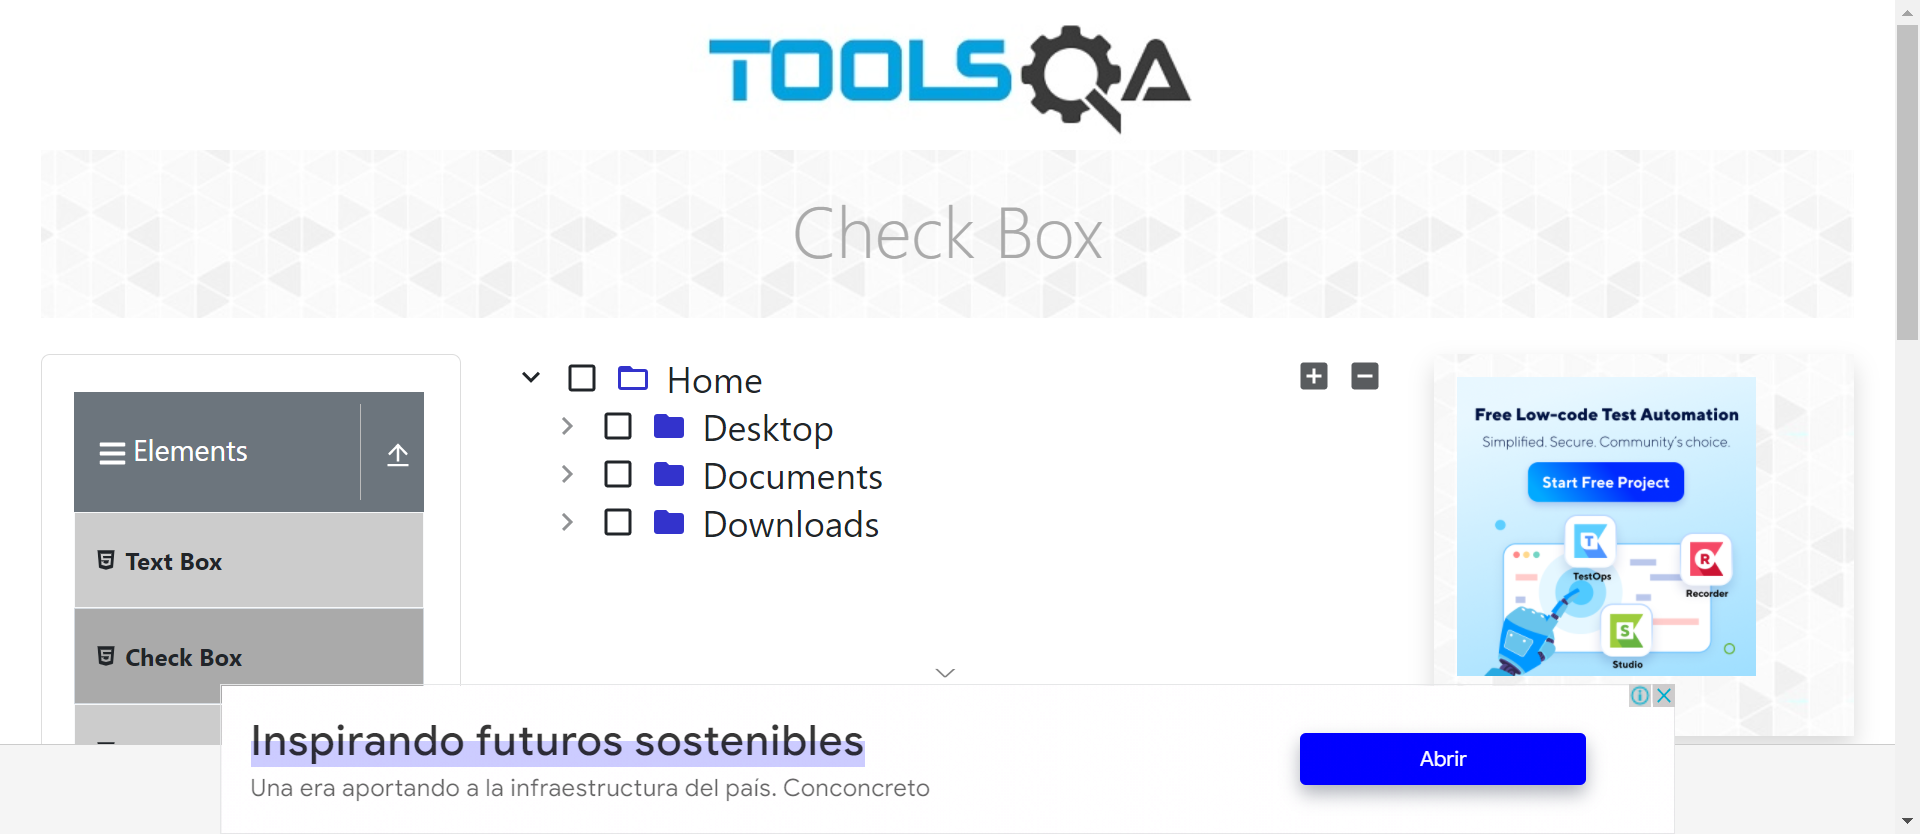 TOOLSQA
Check Box
Elements
Text Box
Check Box
Home
Desktop
Documents
Downloads
Free Low-code Test Automation
Simplified. Secure. Community's choice.
Start Free Project
TestOps
Recorder
Studio
Inspirando futuros sostenibles
Una era aportando a la infraestructura del país. Conconcreto
Abrir